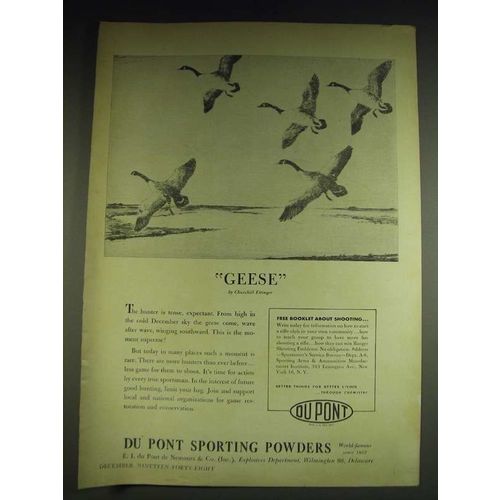 "GEESE"
by Churchill Ettinger
The hunter is tense, expectant. From high in
the cold December sky the geese come, wave
after wave, winging southward. This is the mo-
ment supreme!
But today in many places such a moment is
rare. There are more hunters than ever before...
less game for them to shoot. It's time for action
by every true sportsman. In the interest of future
good hunting, limit your bag. Join and support
local and national organizations for game res-
toration and conservation.
FREE BOOKLET ABOUT SHOOTING...
Write today for information on how to start
a rifle club in your own community ...how
to teach your group to have more fun
shooting a rifle...how they can win Ranger
Shooting Emblems. No obligation. Address
—Sportsmen's Service Bureau—Dept.
Sporting Arms & Ammunition Manufac-
turers' Institute, 343 Lexington Ave., New
York 16, N. Y.
BETTER THINGS FOR BETTER LIVING
...THROUGH CHEMISTRY
DU PONT
DU PONT SPORTING POWDERS
World-famous
since 1802
E. I. du Pont de Nemours & Co. (Inc.), Explosives Department, Wilmington 98, Delaware
DECEMBER, NINETEEN FORTY-EIGHT